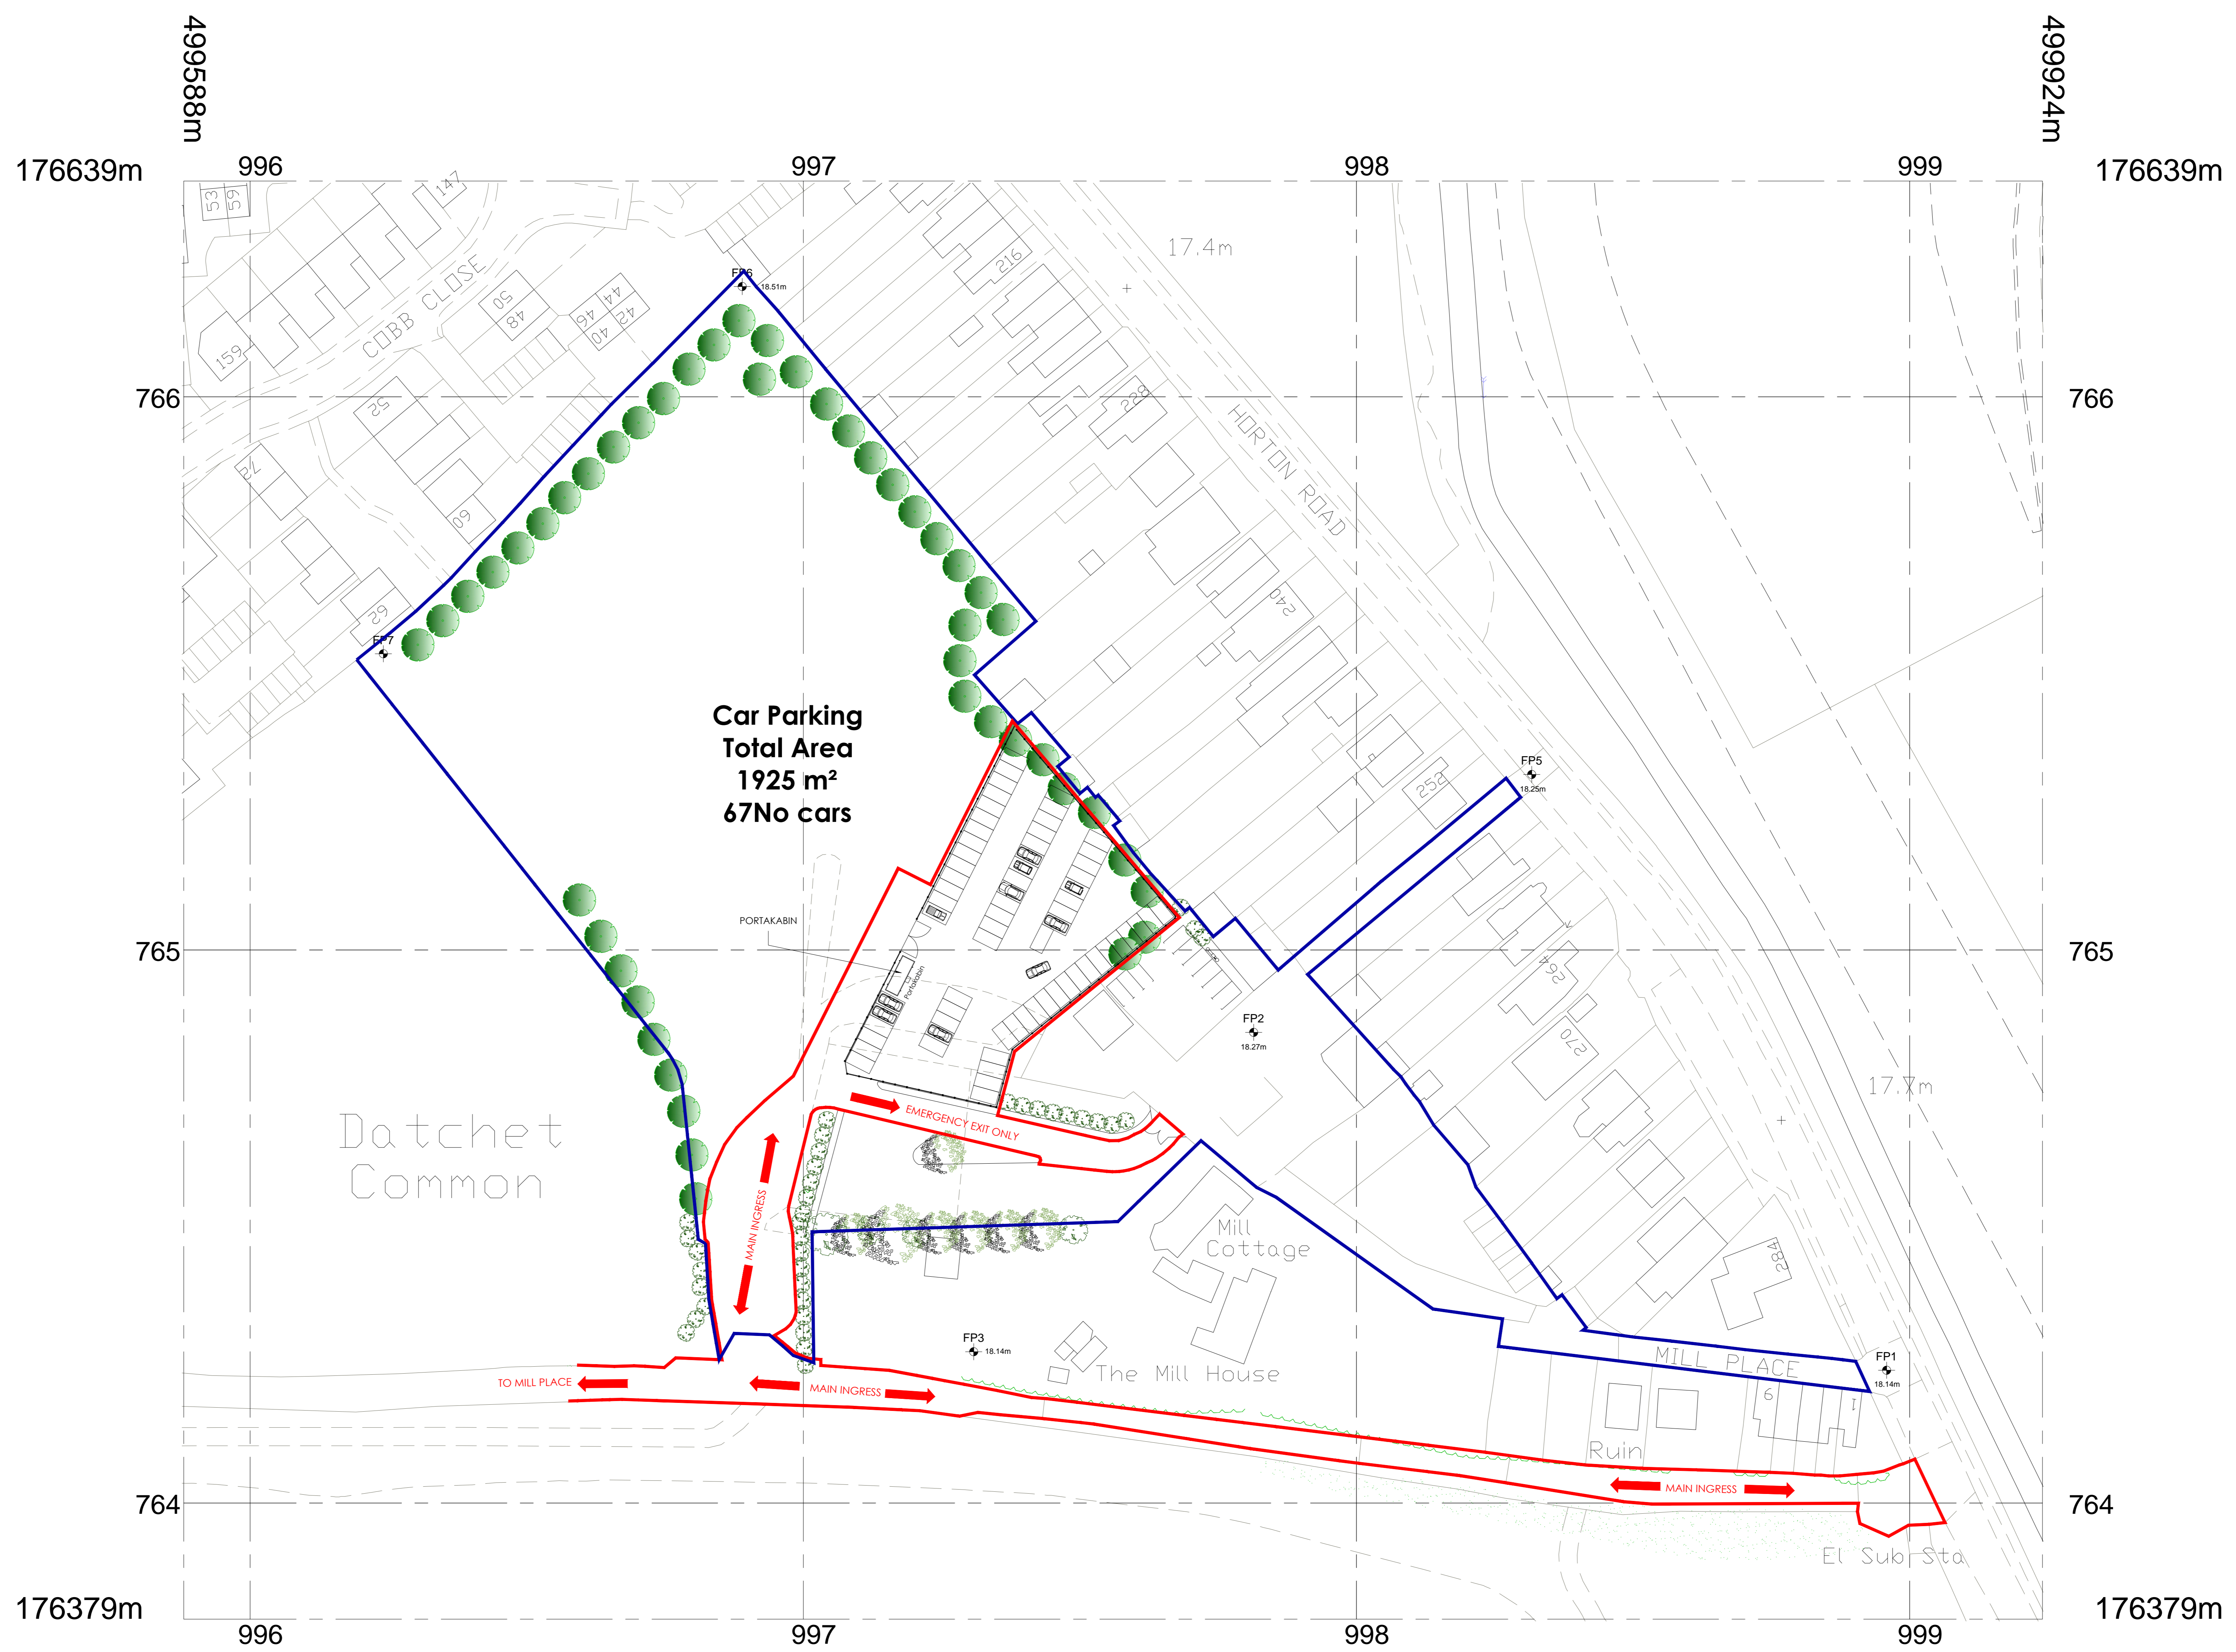 499588m
499924m
176639m
996
997
998
999
176639m
53
59
147
216
17.4m
COBB CLOSE
50
48
44
46
42
40
FP6
18.51m
159
766
766
52
228
HORTON ROAD
72
60
240
62
FP7
Car Parking
Total Area
1925 m²
67No cars
FP5
18.25m
252
PORTAKABIN
Portakabin
765
765
264
FP2
18.27m
270
17.7m
EMERGENCY EXIT ONLY
Datchet
Common
MAIN INGRESS
Mill
Cottage
284
FP3
18.14m
The Mill House
MILL PLACE
FP1
18.14m
TO MILL PLACE
MAIN INGRESS
6
1
Ruin
MAIN INGRESS
764
764
El Sub Sta
176379m
996
997
998
999
176379m